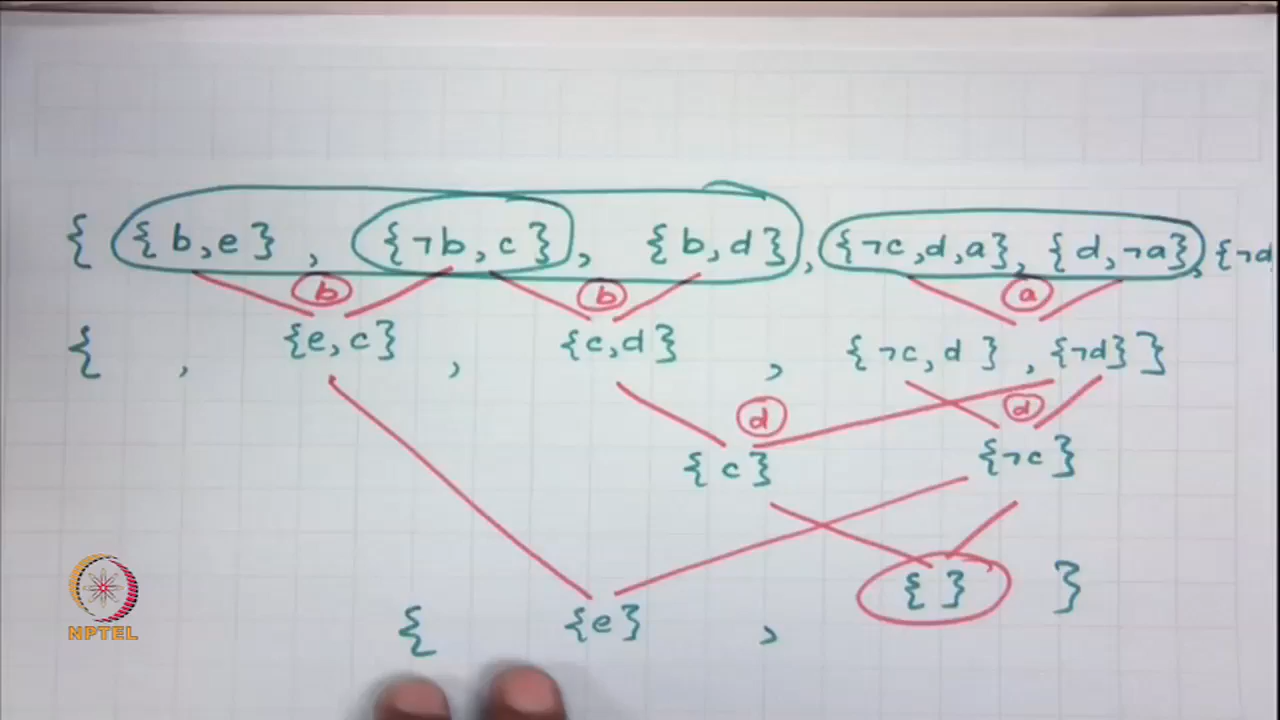 { {b,e} , {¬b,c} , {b,d} , {¬c,d,a} , {d,¬a} , {¬d
b b a
{ , {e,c} , {c,d} , {¬c,d} , {¬d} }
d d
{c} {¬c}
{ {e} , {} }
NPTEL